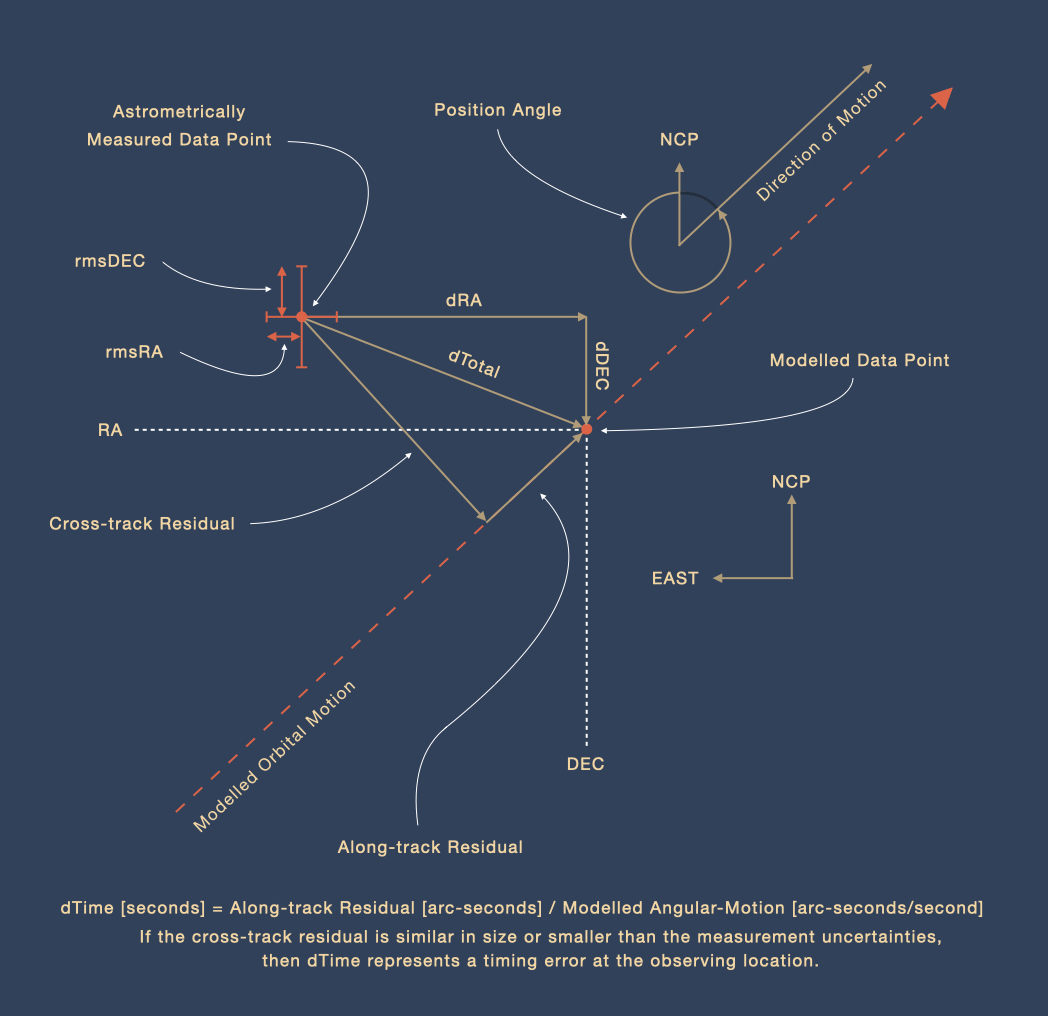 Astrometrically
Measured Data Point
Position Angle
NCP
Direction of Motion
rmsDEC
dRA
rmsRA
dTotal
dDEC
Modelled Data Point
RA
NCP
Cross-track Residual
EAST
Modelled Orbital Motion
DEC
Along-track Residual
dTime [seconds] = Along-track Residual [arc-seconds] / Modelled Angular-Motion [arc-seconds/second]
If the cross-track residual is similar in size or smaller than the measurement uncertainties,
then dTime represents a timing error at the observing location.